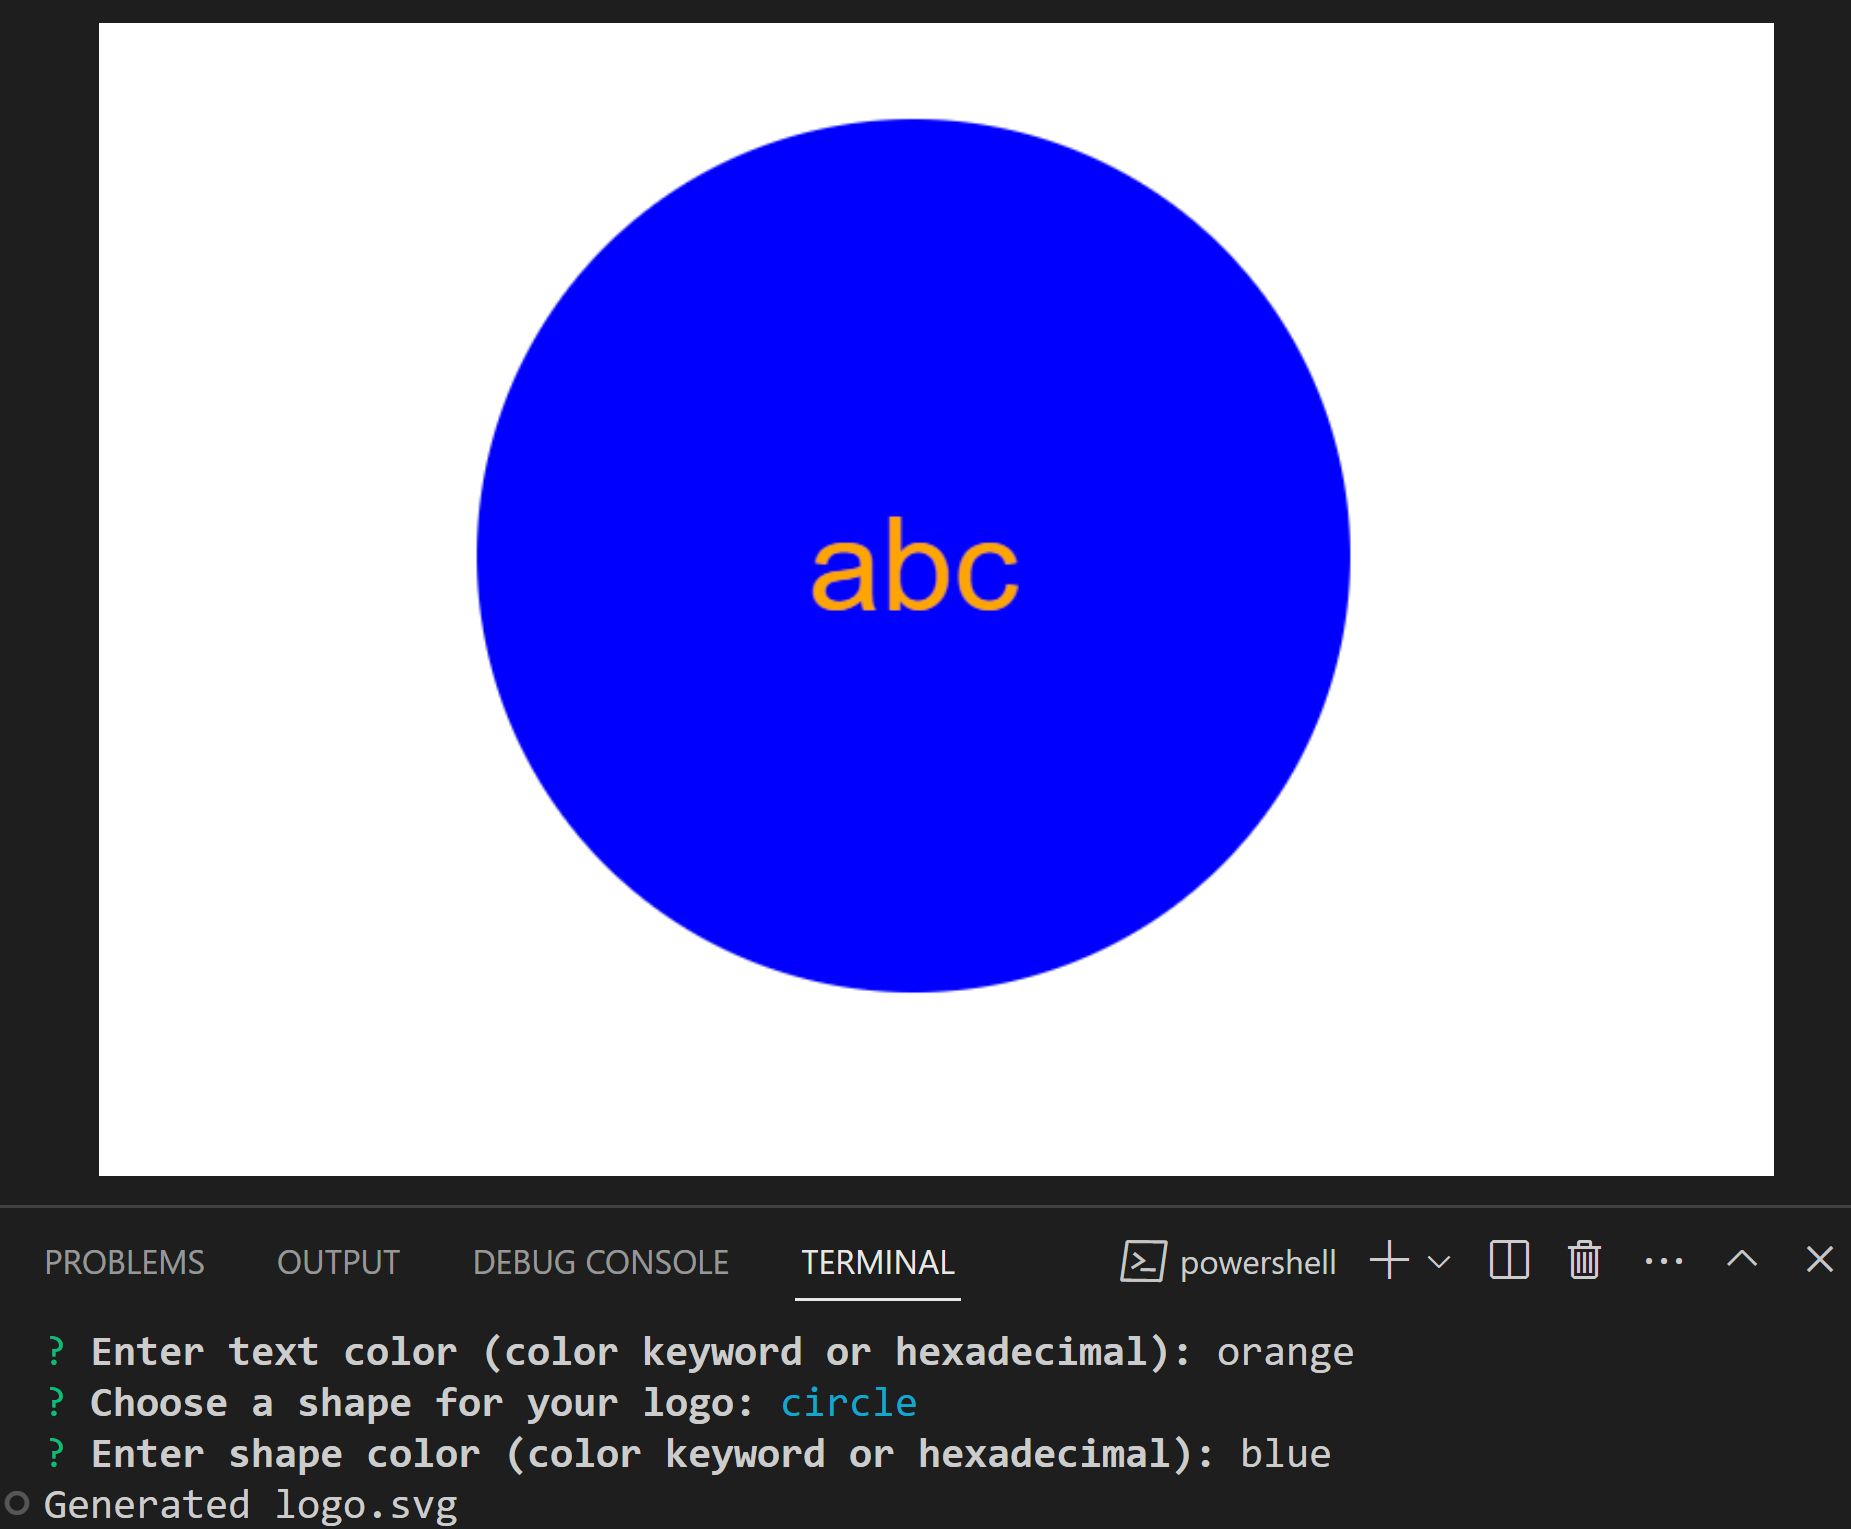 abc
PROBLEMS OUTPUT DEBUG CONSOLE TERMINAL powershell
? Enter text color (color keyword or hexadecimal): orange
? Choose a shape for your logo: circle
? Enter shape color (color keyword or hexadecimal): blue
Generated logo.svg